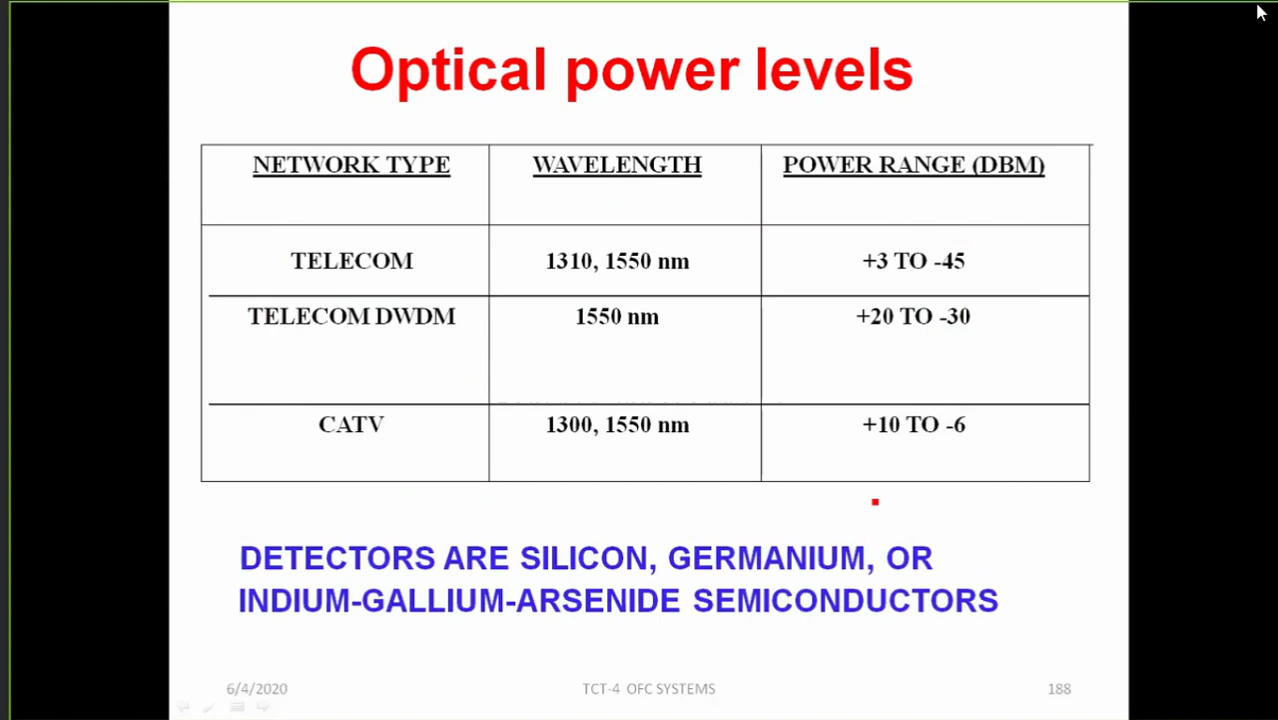 Optical power levels
NETWORK TYPE WAVELENGTH POWER RANGE (DBM)
TELECOM 1310, 1550 nm +3 TO -45
TELECOM DWDM 1550 nm +20 TO -30
CATV 1300, 1550 nm +10 TO -6
DETECTORS ARE SILICON, GERMANIUM, OR
INDIUM-GALLIUM-ARSENIDE SEMICONDUCTORS
6/4/2020 TCT-4 OFC SYSTEMS 188